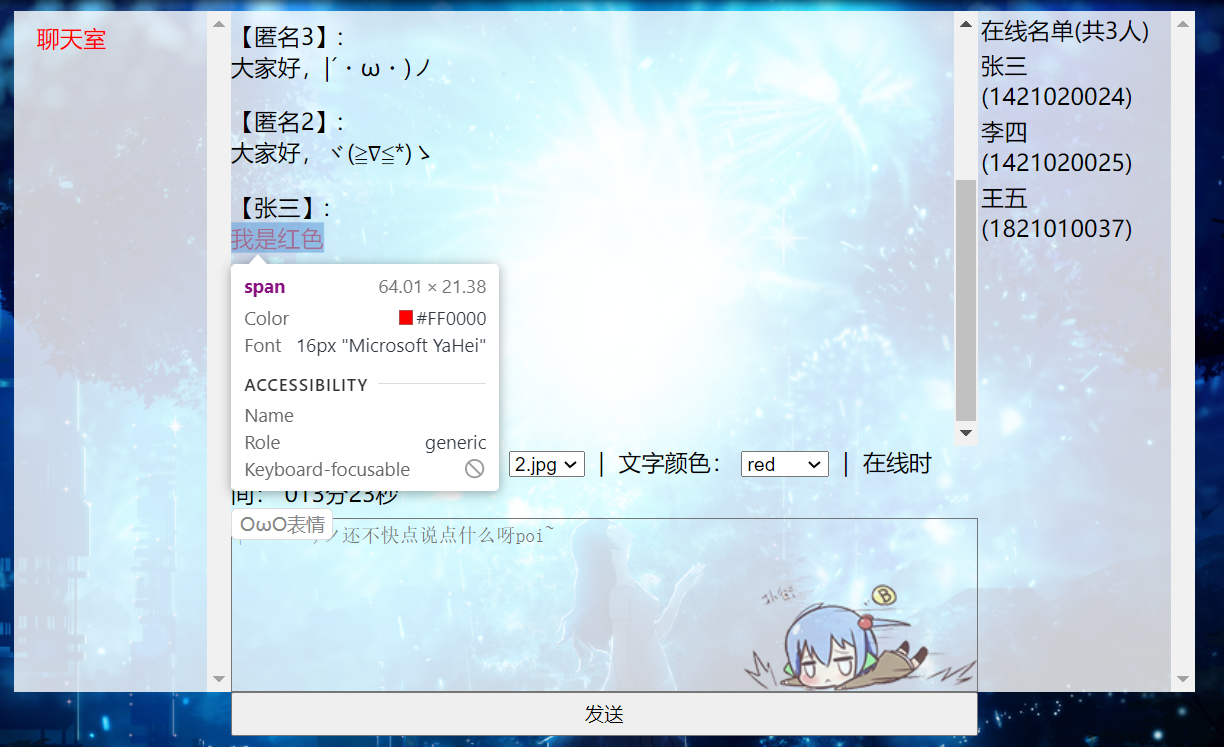 聊天室
【匿名3】:
大家好，|´・ω・)ノ
【匿名2】:
大家好，ヾ(≧∇≦*)ゝ
【张三】:
我是红色
span 64.01 × 21.38
Color #FF0000
Font 16px "Microsoft YaHei"
ACCESSIBILITY
Name
Role generic
Keyboard-focusable
2.jpg | 文字颜色： red | 在线时
间： 013分23秒
OωO表情
ノ还不快点说点什么呀poi~
发送
在线名单(共3人)
张三
(1421020024)
李四
(1421020025)
王五
(1821010037)